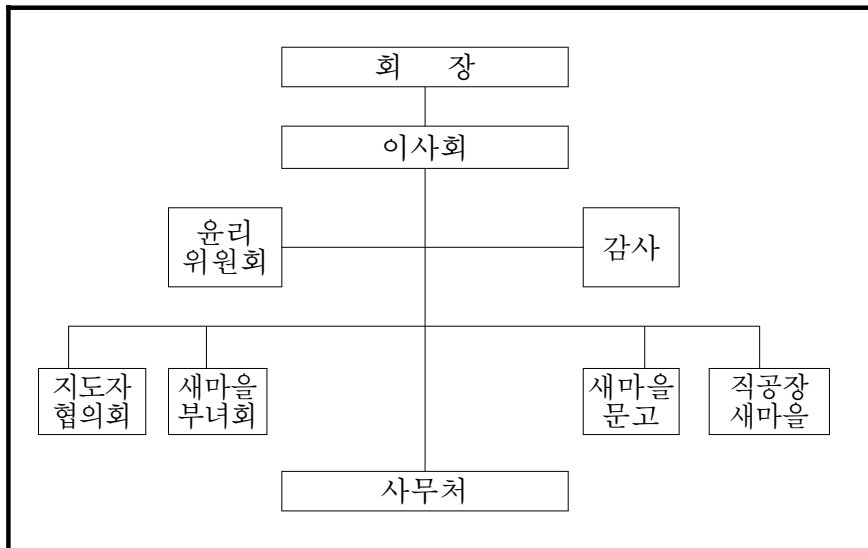 회 장
이사회
윤리
위원회
감사
지도자
협의회
새마을
부녀회
새마을
문고
직공장
새마을
사무처